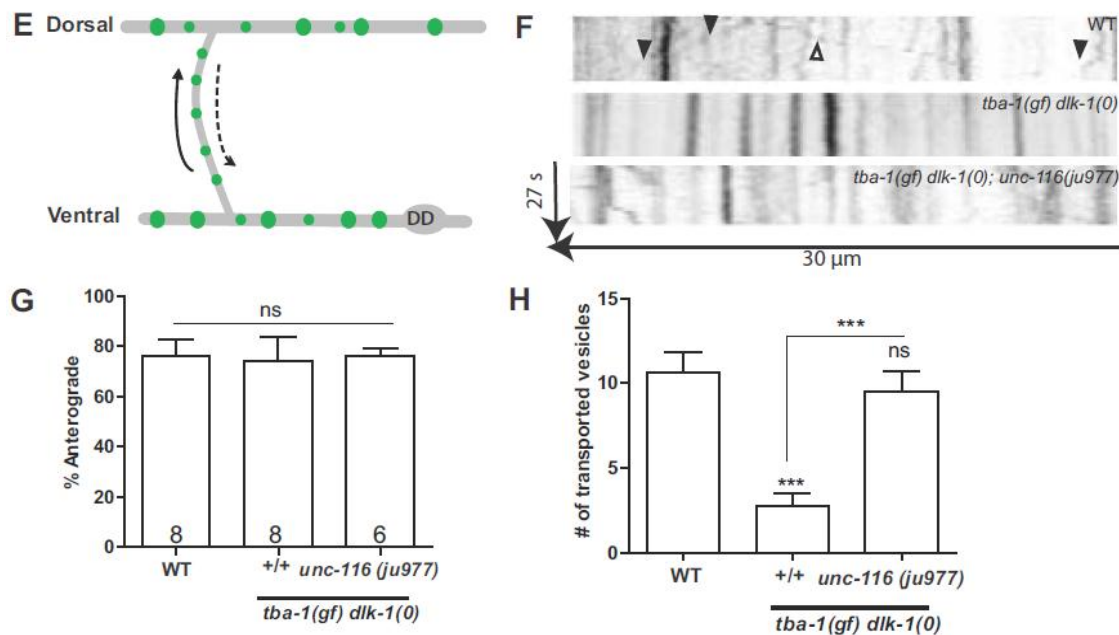 E
Dorsal
Ventral
DD
F
WT
tba-1(gf) dlk-1(0)
tba-1(gf) dlk-1(0); unc-116(ju977)
27 s
30 µm
G
% Anterograde
100
80
60
40
20
0
ns
8
8
6
WT
+/+
unc-116 (ju977)
tba-1(gf) dlk-1(0)
H
# of transported vesicles
15
10
5
0
***
ns
***
WT
+/+
unc-116 (ju977)
tba-1(gf) dlk-1(0)